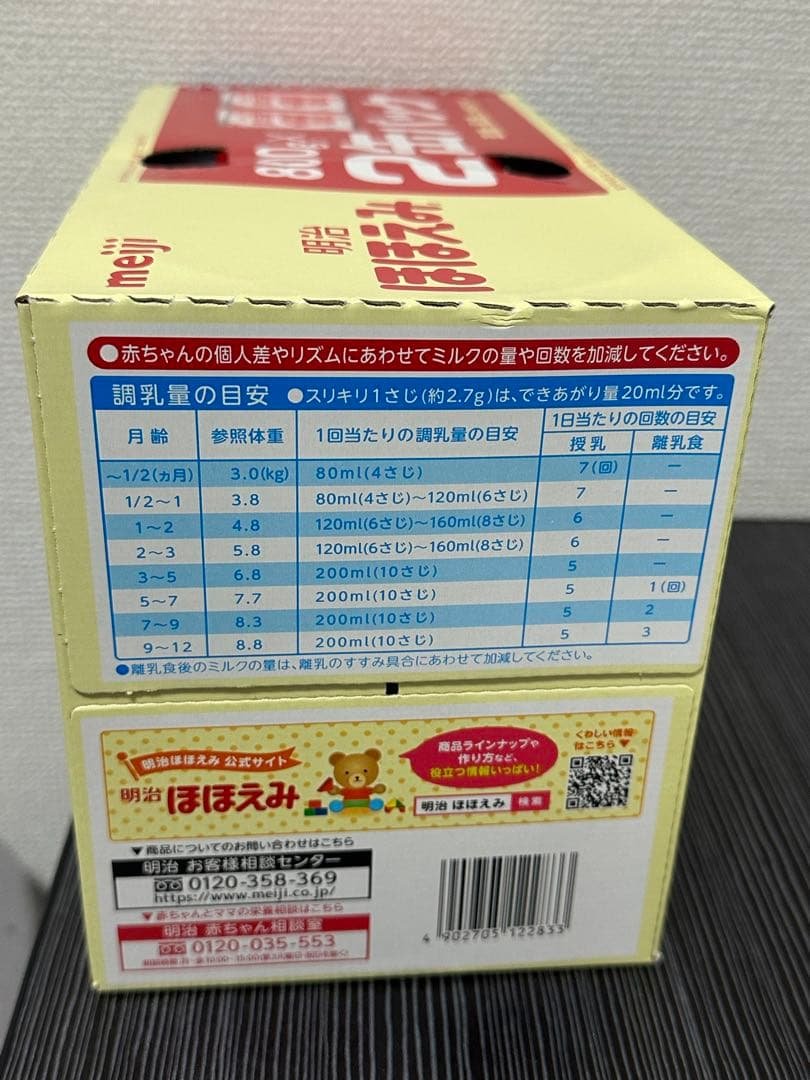 800g×
2缶パック
meiji
明治
ほほえみ
●赤ちゃんの個人差やリズムにあわせてミルクの量や回数を加減してください。
調乳量の目安 ●スリキリ1さじ(約2.7g)は、できあがり量20ml分です。
月齢 参照体重 1回当たりの調乳量の目安 1日当たりの回数の目安
授乳 離乳食
～1/2(ヵ月) 3.0(kg) 80ml(4さじ) 7(回) ー
1/2～1 3.8 80ml(4さじ)～120ml(6さじ) 7 ー
1～2 4.8 120ml(6さじ)～160ml(8さじ) 6 ー
2～3 5.8 120ml(6さじ)～160ml(8さじ) 6 ー
3～5 6.8 200ml(10さじ) 5 ー
5～7 7.7 200ml(10さじ) 5 1(回)
7～9 8.3 200ml(10さじ) 5 2
9～12 8.8 200ml(10さじ) 5 3
●離乳食後のミルクの量は、離乳のすすみ具合にあわせて加減してください。
明治ほほえみ 公式サイト
明治 ほほえみ
商品ラインナップや
作り方など、
役立つ情報いっぱい!
明治 ほほえみ 検索
くわしい情報
はこちら▼
▼商品についてのお問い合わせはこちら
明治 お客様相談センター
0120-358-369
https://www.meiji.co.jp/
▼赤ちゃんとママの栄養相談はこちら
明治 赤ちゃん相談室
0120-035-553
4 902705 122833